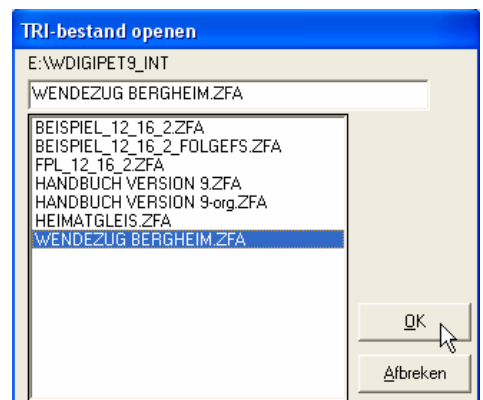 TRI-bestand openen
E:\WDIGIPET9_INT
WENDEZUG BERGHEIM.ZFA
BEISPIEL_12_16_2.ZFA
BEISPIEL_12_16_2_FOLGEFS.ZFA
FPL_12_16_2.ZFA
HANDBUCH VERSION 9.ZFA
HANDBUCH VERSION 9-org.ZFA
HEIMATGLEIS.ZFA
WENDEZUG BERGHEIM.ZFA
OK
Afbreken